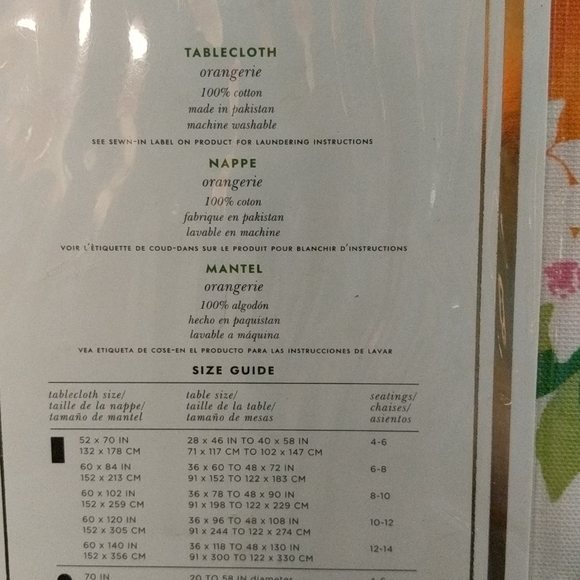 TABLECLOTH
orangerie
100% cotton
made in pakistan
machine washable
SEE SEWN-IN LABEL ON PRODUCT FOR LAUNDERING INSTRUCTIONS
NAPPE
orangerie
100% coton
fabrique en pakistan
lavable en machine
VOIR L'ÉTIQUETTE DE COUD-DANS SUR LE PRODUIT POUR BLANCHIR D'INSTRUCTIONS
MANTEL
orangerie
100% algodón
hecho en paquistan
lavable a máquina
VEA ETIQUETA DE COSE-EN EL PRODUCTO PARA LAS INSTRUCCIONES DE LAVAR
SIZE GUIDE
tablecloth size/ table size/ seatings/
taille de la nappe/ taille de la table/ chaises/
tamaño de mantel tamaño de mesas asientos
52 x 70 IN 28 x 46 IN TO 40 x 58 IN 4-6
132 x 178 CM 71 x 117 CM TO 102 x 147 CM
60 x 84 IN 36 x 60 TO 48 x 72 IN 6-8
152 x 213 CM 91 x 152 TO 122 x 183 CM
60 x 102 IN 36 x 78 TO 48 x 90 IN 8-10
152 x 259 CM 91 x 198 TO 122 x 229 CM
60 x 120 IN 36 x 96 TO 48 x 108 IN 10-12
152 x 305 CM 91 x 244 TO 122 x 274 CM
60 x 140 IN 36 x 118 TO 48 x 130 IN 12-14
152 x 356 CM 91 x 300 TO 122 x 330 CM
70 IN 20 TO 58 IN diameter